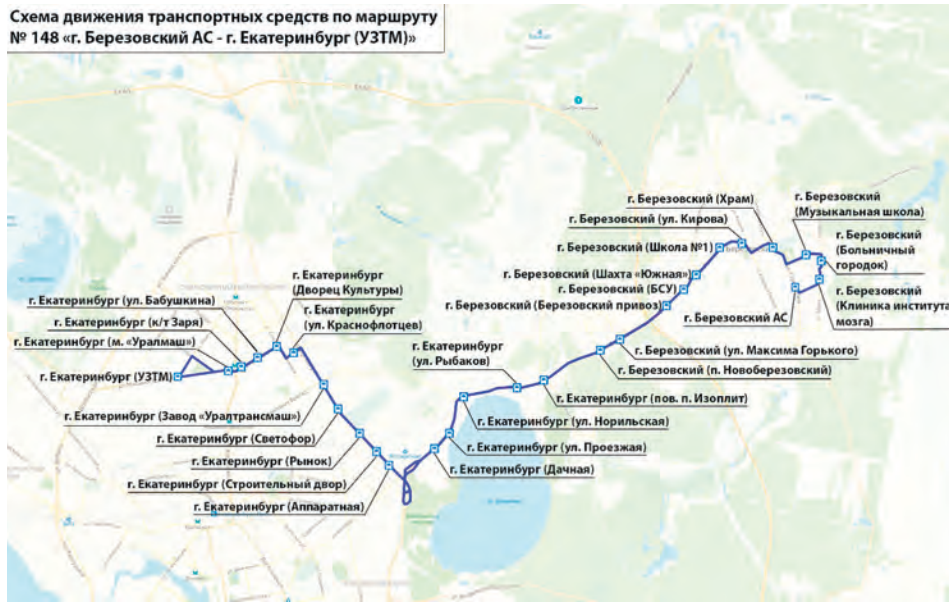 Схема движения транспортных средств по маршруту
№ 148 «г. Березовский АС - г. Екатеринбург (УЗТМ)»
г. Березовский (Храм)
г. Березовский
(Музыкальная школа)
г. Березовский (ул. Кирова)
г. Березовский
(Больничный
городок)
г. Березовский (Школа №1)
г. Березовский (Шахта «Южная»)
г. Березовский (БСУ)
г. Березовский (Березовский привоз)
г. Березовский АС
г. Березовский
(Клиника института
мозга)
г. Екатеринбург
(Дворец Культуры)
г. Екатеринбург (ул. Бабушкина)
г. Екатеринбург
(ул. Краснофлотцев)
г. Екатеринбург (к/т Заря)
г. Екатеринбург (м. «Уралмаш»)
г. Екатеринбург (УЗТМ)
г. Екатеринбург
(ул. Рыбаков)
г. Березовский (ул. Максима Горького)
г. Березовский (п. Новоберезовский)
г. Екатеринбург (пов. п. Изоплит)
г. Екатеринбург (Завод «Уралтрансмаш»)
г. Екатеринбург (ул. Норильская)
г. Екатеринбург (Светофор)
г. Екатеринбург (ул. Проезжая)
г. Екатеринбург (Рынок)
г. Екатеринбург (Дачная)
г. Екатеринбург (Строительный двор)
г. Екатеринбург (Аппаратная)